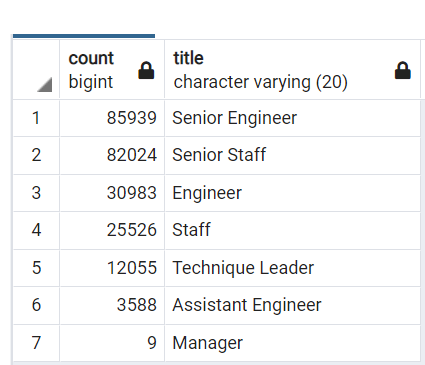 count title
bigint character varying (20)
1 85939 Senior Engineer
2 82024 Senior Staff
3 30983 Engineer
4 25526 Staff
5 12055 Technique Leader
6 3588 Assistant Engineer
7 9 Manager